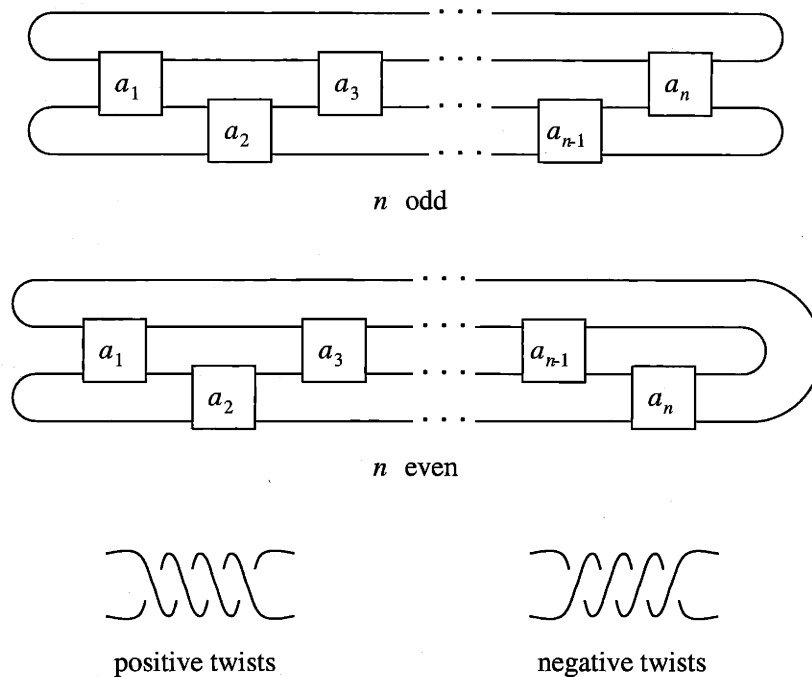 . . .
a₁ a₃ . . . aₙ
a₂ . . . aₙ₋₁
. . .
n odd
. . .
a₁ a₃ . . . aₙ₋₁
a₂ . . . aₙ
. . .
n even
positive twists negative twists